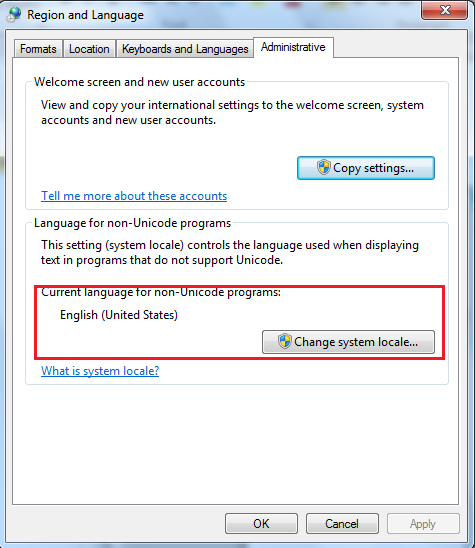 Region and Language
Formats
Location
Keyboards and Languages
Administrative
Welcome screen and new user accounts
View and copy your international settings to the welcome screen, system
accounts and new user accounts.
Copy settings...
Tell me more about these accounts
Language for non-Unicode programs
This setting (system locale) controls the language used when displaying
text in programs that do not support Unicode.
Current language for non-Unicode programs:
English (United States)
Change system locale...
What is system locale?
OK
Cancel
Apply